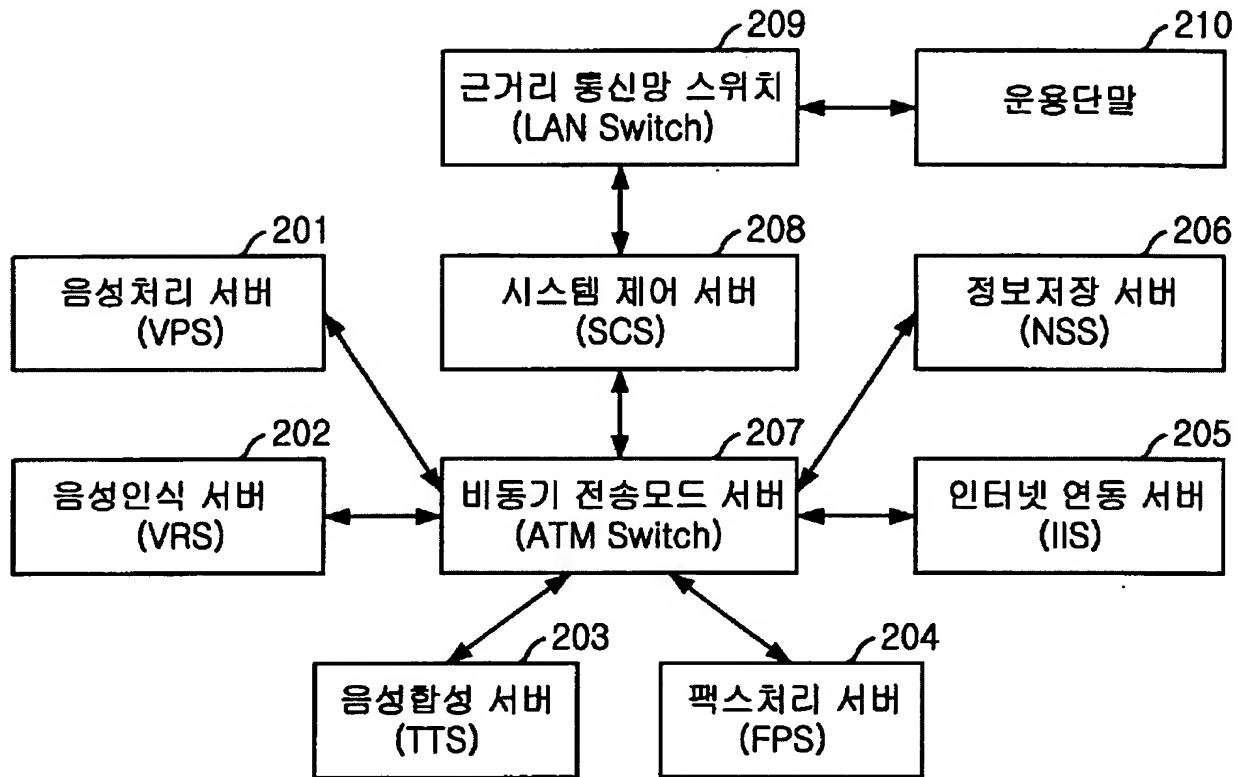 209
근거리 통신망 스위치
(LAN Switch)
210
운용단말
201
음성처리 서버
(VPS)
208
시스템 제어 서버
(SCS)
206
정보저장 서버
(NSS)
202
음성인식 서버
(VRS)
207
비동기 전송모드 서버
(ATM Switch)
205
인터넷 연동 서버
(IIS)
203
음성합성 서버
(TTS)
204
팩스처리 서버
(FPS)